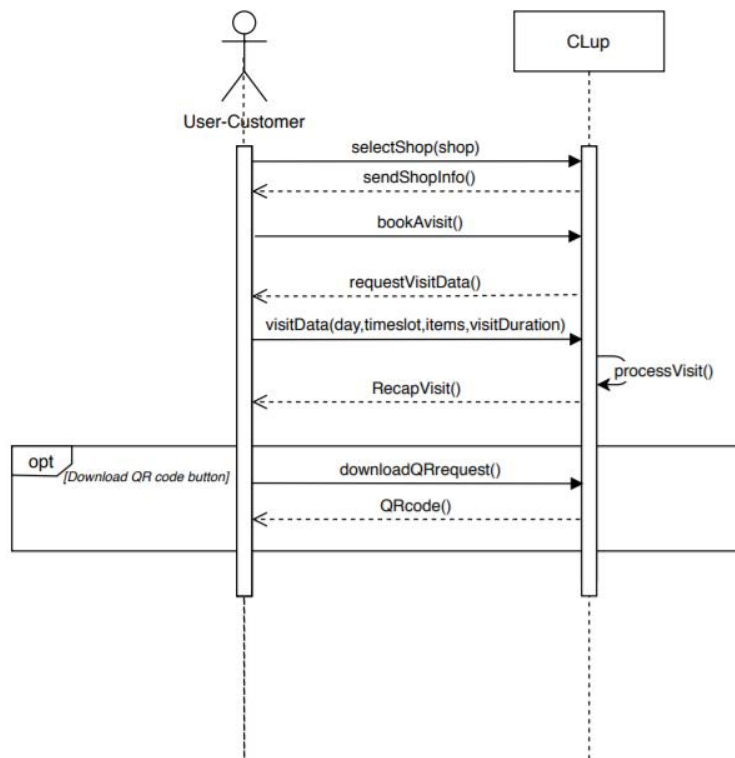 CLup
User-Customer
selectShop(shop)
sendShopInfo()
bookAvisit()
requestVisitData()
visitData(day,timeslot,items,visitDuration)
processVisit()
RecapVisit()
opt
[Download QR code button]
downloadQRrequest()
QRcode()